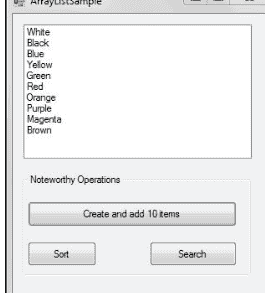 ArrayListSample
White
Black
Blue
Yellow
Green
Red
Orange
Purple
Magenta
Brown
Noteworthy Operations
Create and add 10 items
Sort
Search